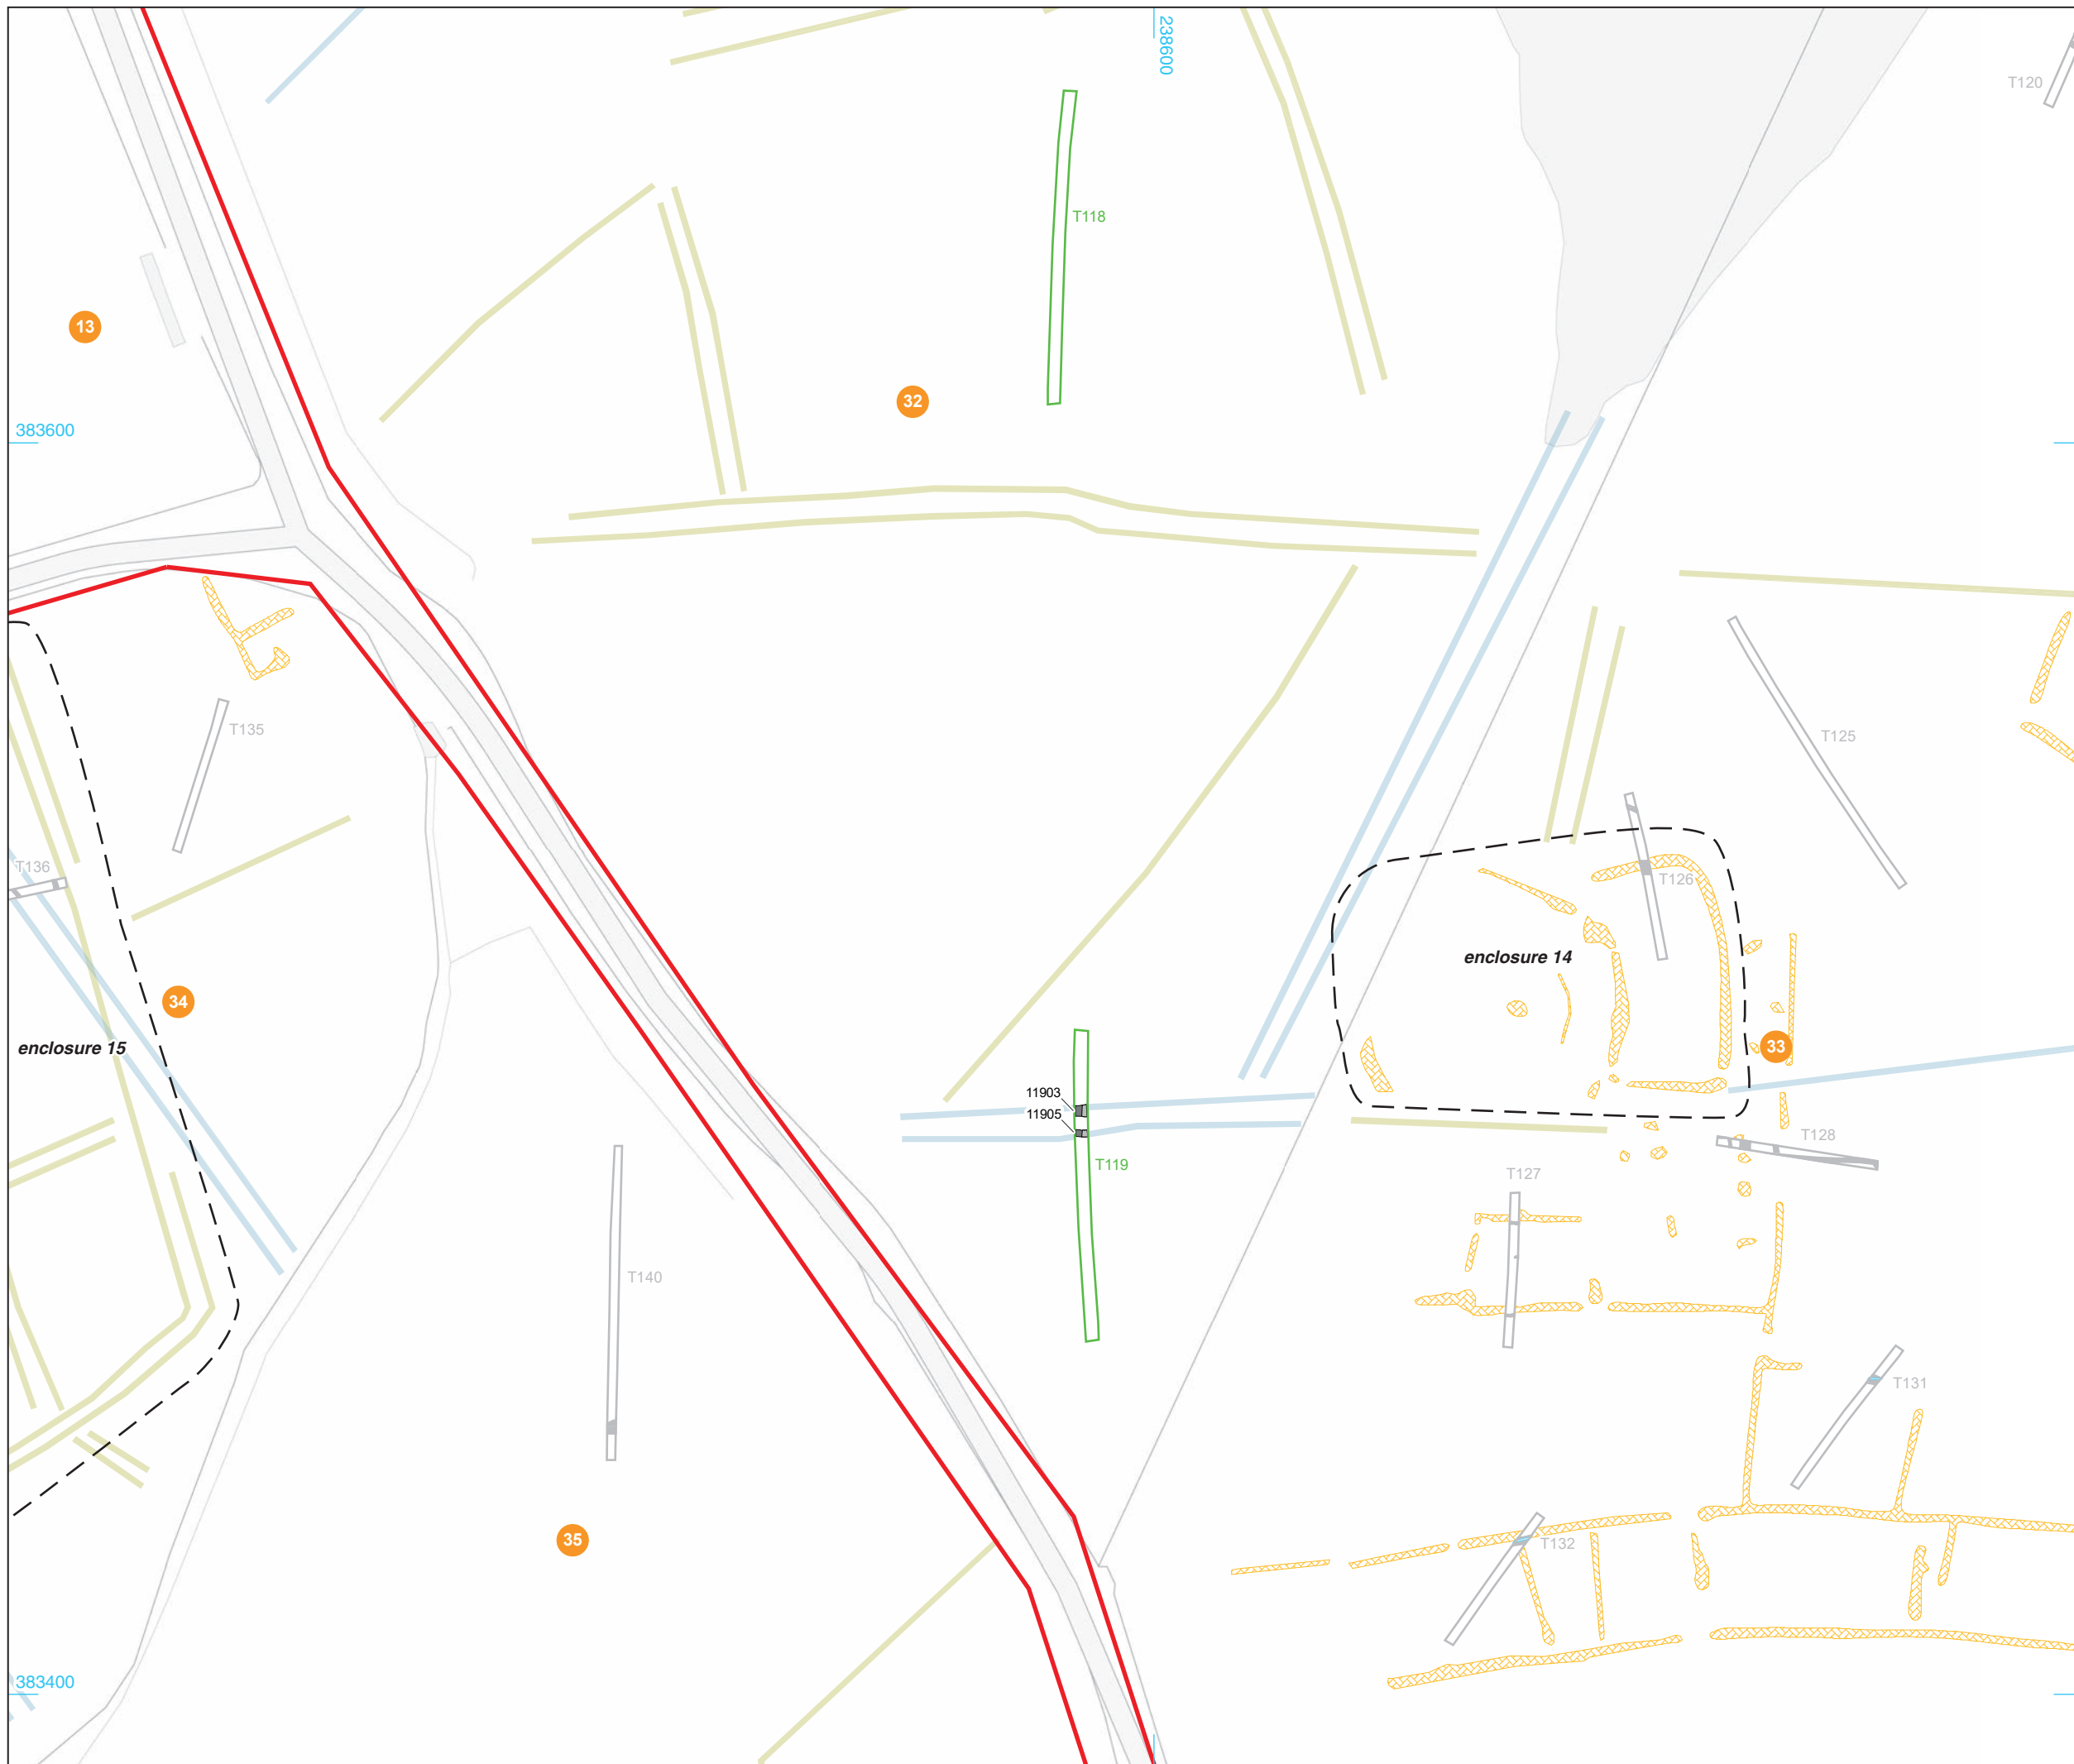 238600
T120
T118
13
32
383600
T135
T125
T136
T126
enclosure 14
34
33
enclosure 15
11903
11905
T128
T119
T127
T140
T131
35
T132
383400